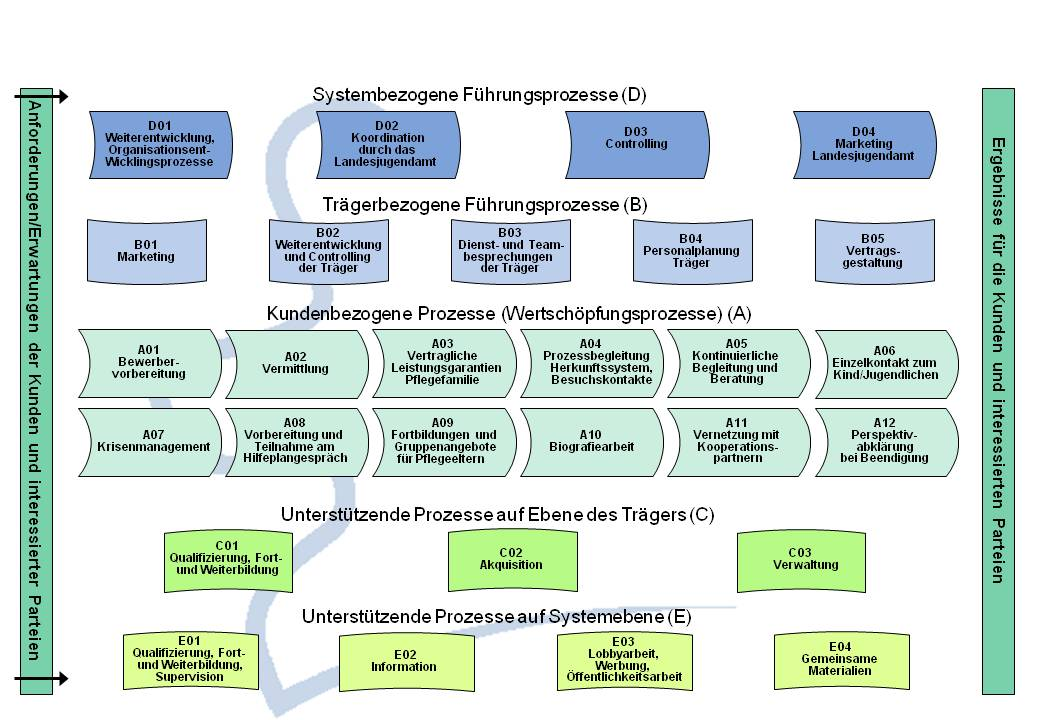 Anforderungen/Erwartungen der Kunden und interessierter Parteien
Systembezogene Führungsprozesse (D)
D01
Weiterentwicklung,
Organisationsent-
Wicklingsprozesse
D02
Koordination
durch das
Landesjugendamt
D03
Controlling
D04
Marketing
Landesjugendamt
Trägerbezogene Führungsprozesse (B)
B01
Marketing
B02
Weiterentwicklung
und Controlling
der Träger
B03
Dienst- und Team-
besprechungen
der Träger
B04
Personalplanung
Träger
B05
Vertrags-
gestaltung
Kundenbezogene Prozesse (Wertschöpfungsprozesse) (A)
A01
Bewerber-
vorbereitung
A02
Vermittlung
A03
Vertragliche
Leistungsgarantien
Pflegefamilie
A04
Prozessbegleitung
Herkunftssystem,
Besuchskontakte
A05
Kontinuierliche
Begleitung und
Beratung
A06
Einzelkontakt zum
Kind/Jugendlichen
A07
Krisenmanagement
A08
Vorbereitung und
Teilnahme am
Hilfeplangespräch
A09
Fortbildungen und
Gruppenangebote
für Pflegeeltern
A10
Biografiearbeit
A11
Vernetzung mit
Kooperations-
partnern
A12
Perspektiv-
abklärung
bei Beendigung
Unterstützende Prozesse auf Ebene des Trägers (C)
C01
Qualifizierung, Fort-
und Weiterbildung
C02
Akquisition
C03
Verwaltung
Unterstützende Prozesse auf Systemebene (E)
E01
Qualifizierung, Fort-
und Weiterbildung,
Supervision
E02
Information
E03
Lobbyarbeit,
Werbung,
Öffentlichkeitsarbeit
E04
Gemeinsame
Materialien
Ergebnisse für die Kunden und interessierten Parteien